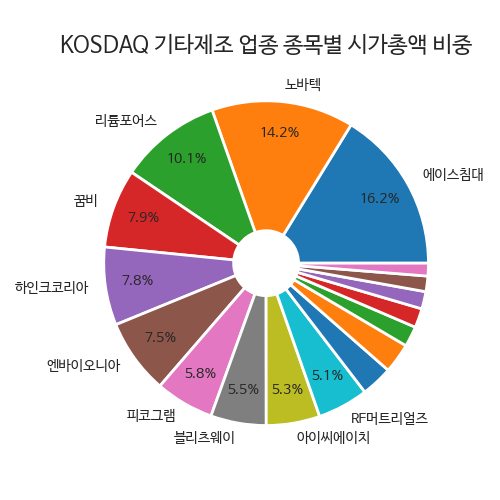 KOSDAQ 기타제조 업종 종목별 시가총액 비중
노바텍
14.2%
리튬포어스
10.1%
에이스침대
16.2%
꿈비
7.9%
하인크코리아
7.8%
엔바이오니아
7.5%
피코그램
5.8%
블리츠웨이
5.5%
아이씨에이치
5.3%
RF머트리얼즈
5.1%